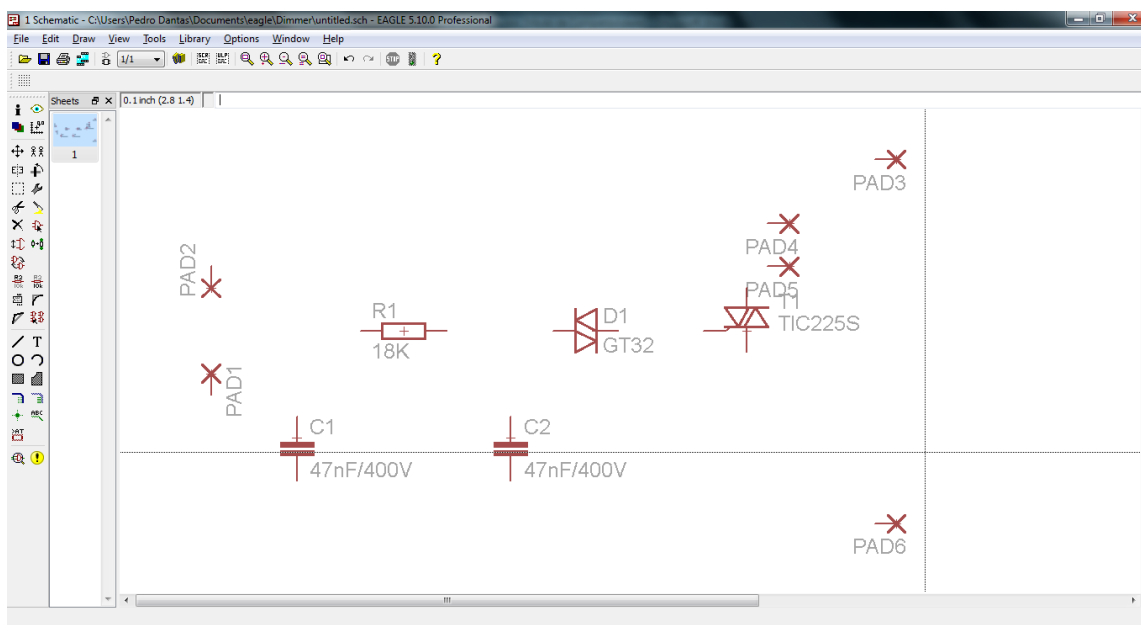 1 Schematic - C:\Users\Pedro Dantas\Documents\eagle\Dimmer\untitled.sch - EAGLE 5.10.0 Professional
File Edit Draw View Tools Library Options Window Help
1/1
Sheets
0.1 inch (2.8 1.4)
1
PAD3
PAD4
PAD2
PAD5
T1
TIC225S
R1
18K
D1
GT32
PAD1
C1
47nF/400V
C2
47nF/400V
PAD6